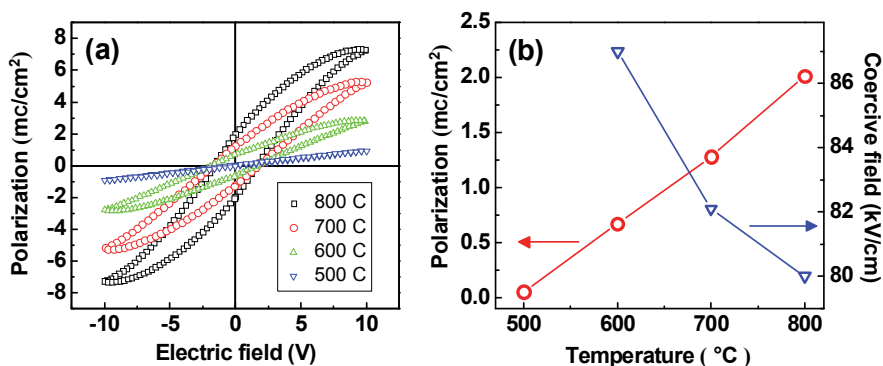 (a)
Polarization (mc/cm²)
8
6
4
2
0
-2
-4
-6
-8
800 C
700 C
600 C
500 C
-10 -5 0 5 10
Electric field (V)
(b)
Polarization (mc/cm²)
2.5
2.0
1.5
1.0
0.5
0.0
86
84
82
80
Coercive field (kV/cm)
500 600 700 800
Temperature ( °C)